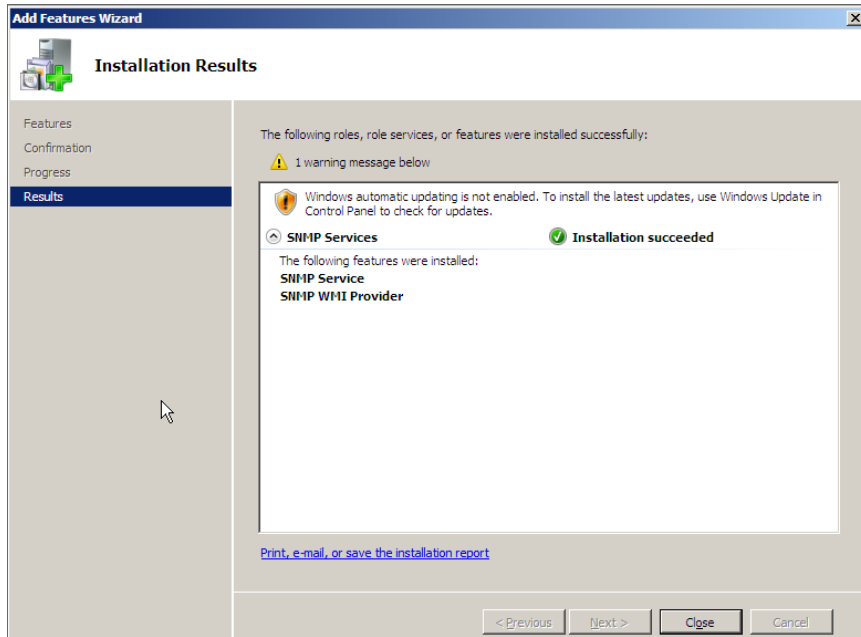 Add Features Wizard
Installation Results
Features
Confirmation
Progress
Results
The following roles, role services, or features were installed successfully:
1 warning message below
Windows automatic updating is not enabled. To install the latest updates, use Windows Update in
Control Panel to check for updates.
SNMP Services Installation succeeded
The following features were installed:
SNMP Service
SNMP WMI Provider
Print, e-mail, or save the installation report
< Previous Next > Close Cancel